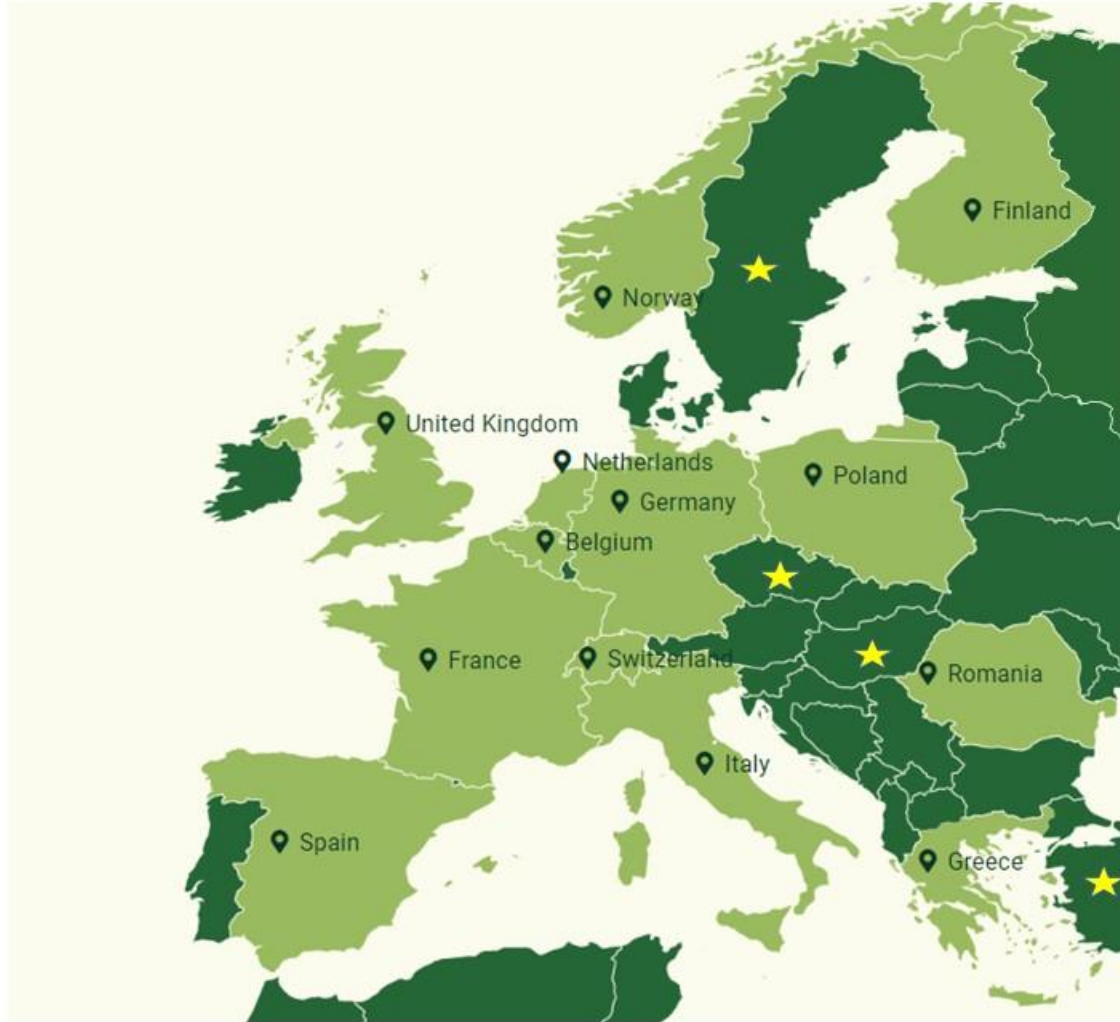 Finland
Norway
United Kingdom
Netherlands
Poland
Germany
Belgium
France
Switzerland
Romania
Italy
Spain
Greece